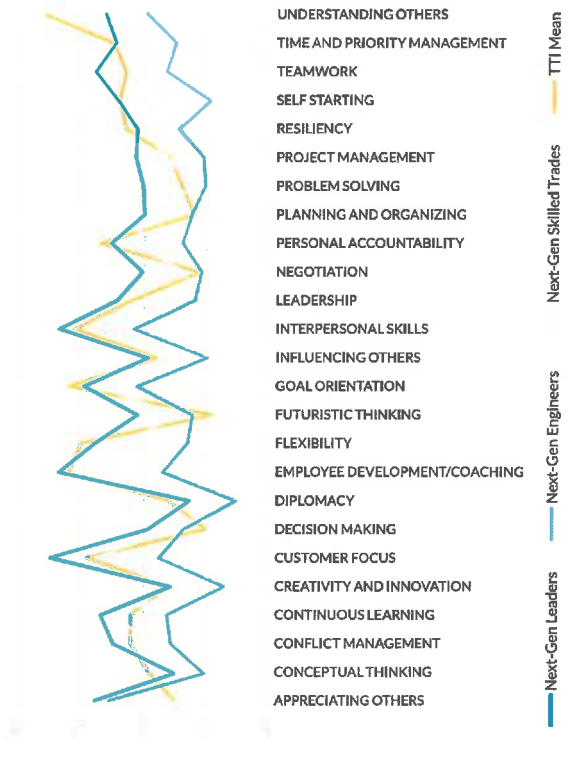 UNDERSTANDING OTHERS
TIME AND PRIORITY MANAGEMENT
TEAMWORK
SELF STARTING
RESILIENCY
PROJECT MANAGEMENT
PROBLEM SOLVING
PLANNING AND ORGANIZING
PERSONAL ACCOUNTABILITY
NEGOTIATION
LEADERSHIP
INTERPERSONAL SKILLS
INFLUENCING OTHERS
GOAL ORIENTATION
FUTURISTIC THINKING
FLEXIBILITY
EMPLOYEE DEVELOPMENT/COACHING
DIPLOMACY
DECISION MAKING
CUSTOMER FOCUS
CREATIVITY AND INNOVATION
CONTINUOUS LEARNING
CONFLICT MANAGEMENT
CONCEPTUAL THINKING
APPRECIATING OTHERS
Next-Gen Leaders
Next-Gen Engineers
Next-Gen Skilled Trades
TTI Mean